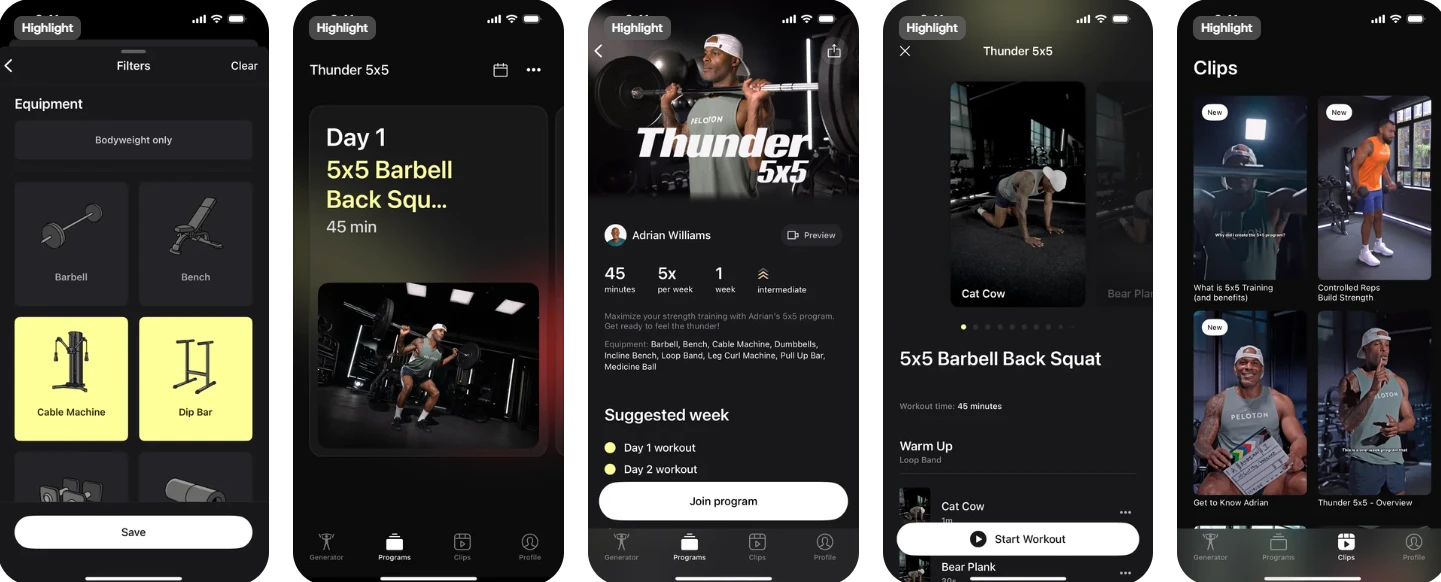 Highlight
Filters
Clear
Equipment
Bodyweight only
Barbell
Bench
Cable Machine
Dip Bar
Save
Highlight
Thunder 5x5
Day 1
5x5 Barbell
Back Squ...
45 min
Generator
Programs
Clips
Profile
Highlight
PELOTON
Thunder
5x5
Adrian Williams
Preview
45
minutes
5x
per week
1
week
intermediate
Maximize your strength training with Adrian's 5x5 program.
Get ready to feel the thunder!
Equipment: Barbell, Bench, Cable Machine, Dumbbells,
Incline Bench, Loop Band, Leg Curl Machine, Pull Up Bar,
Medicine Ball
Suggested week
Day 1 workout
Day 2 workout
Join program
Generator
Programs
Clips
Profile
Highlight
Thunder 5x5
Cat Cow
Bear Plan
5x5 Barbell Back Squat
Workout time: 45 minutes
Warm Up
Loop Band
Cat Cow
1m
Start Workout
Bear Plank
30s
Highlight
Clips
New
Why did I create the 5x5 program?
What is 5x5 Training
(and benefits)
New
Controlled Reps
Build Strength
New
PELOTON
Get to Know Adrian
PELOTON
Thunder 5x5 - Overview
Generator
Programs
Clips
Profile